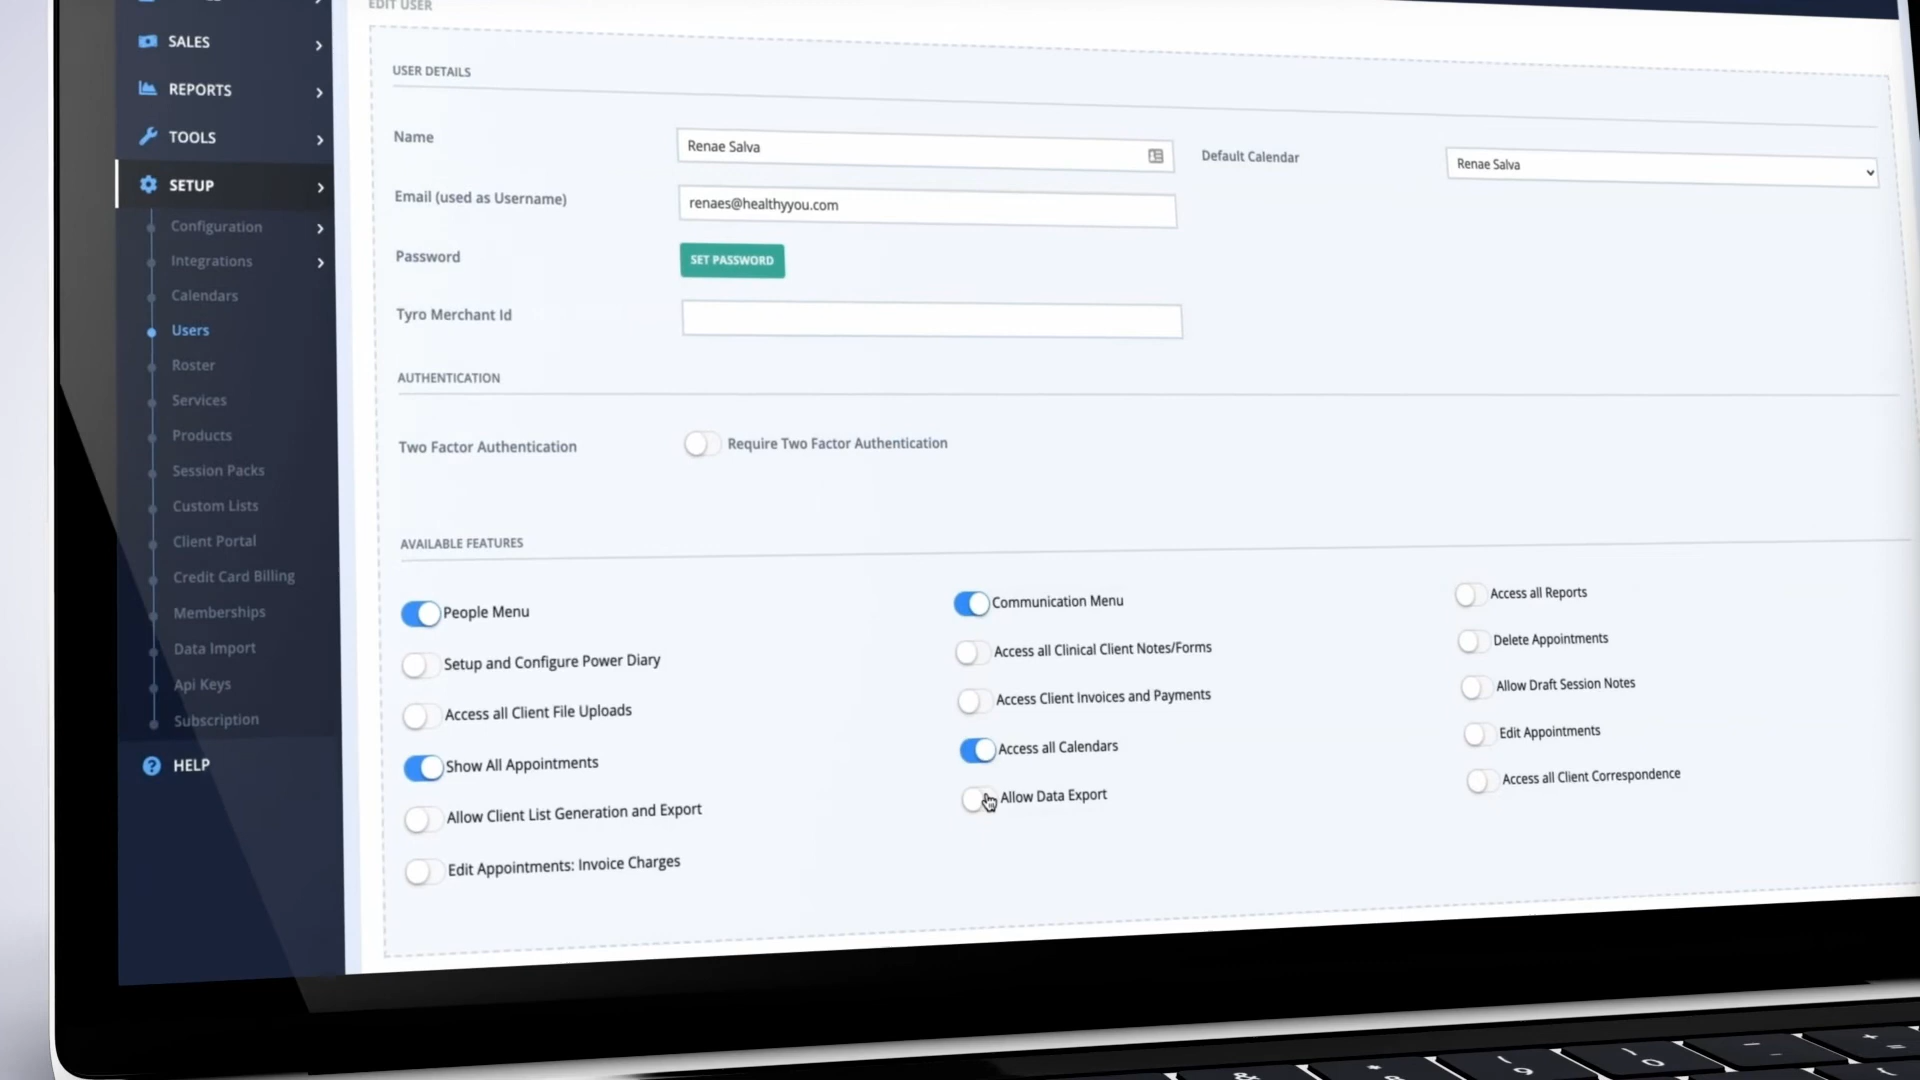 EDIT USER
SALES
REPORTS
TOOLS
SETUP
Configuration
Integrations
Calendars
Users
Roster
Services
Products
Session Packs
Custom Lists
Client Portal
Credit Card Billing
Memberships
Data Import
Api Keys
Subscription
HELP
USER DETAILS
Name
Renae Salva
Default Calendar
Renae Salva
Email (used as Username)
renaes@healthyyou.com
Password
SET PASSWORD
Tyro Merchant Id
AUTHENTICATION
Two Factor Authentication
Require Two Factor Authentication
AVAILABLE FEATURES
People Menu
Communication Menu
Access all Reports
Setup and Configure Power Diary
Access all Clinical Client Notes/Forms
Delete Appointments
Access all Client File Uploads
Access Client Invoices and Payments
Allow Draft Session Notes
Show All Appointments
Access all Calendars
Edit Appointments
Allow Client List Generation and Export
Allow Data Export
Access all Client Correspondence
Edit Appointments: Invoice Charges